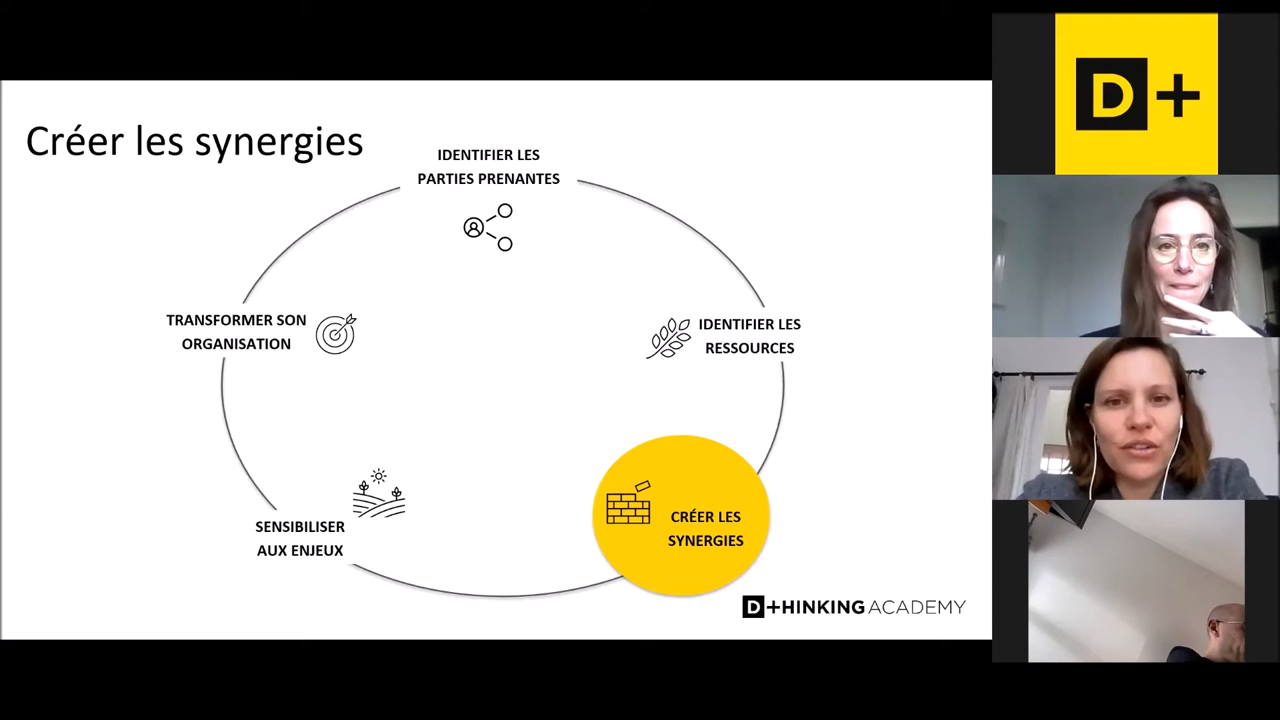 Créer les synergies
IDENTIFIER LES
PARTIES PRENANTES
TRANSFORMER SON
ORGANISATION
IDENTIFIER LES
RESSOURCES
SENSIBILISER
AUX ENJEUX
CRÉER LES
SYNERGIES
D+HINKING ACADEMY
D+